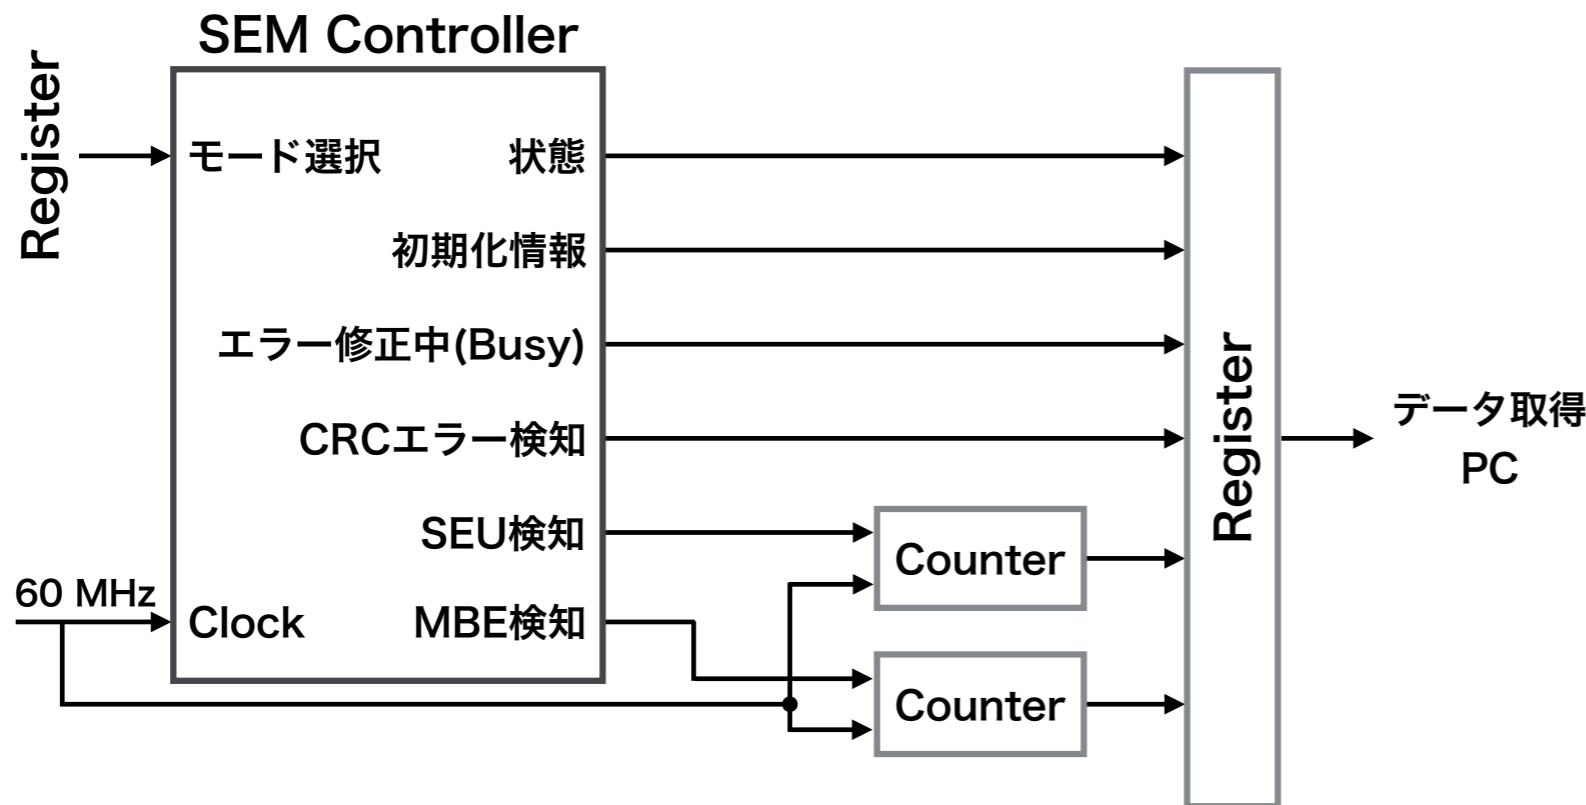 SEM Controller
Register
モード選択
状態
初期化情報
エラー修正中(Busy)
CRCエラー検知
SEU検知
60 MHz
Clock
MBE検知
Counter
Counter
Register
データ取得
PC